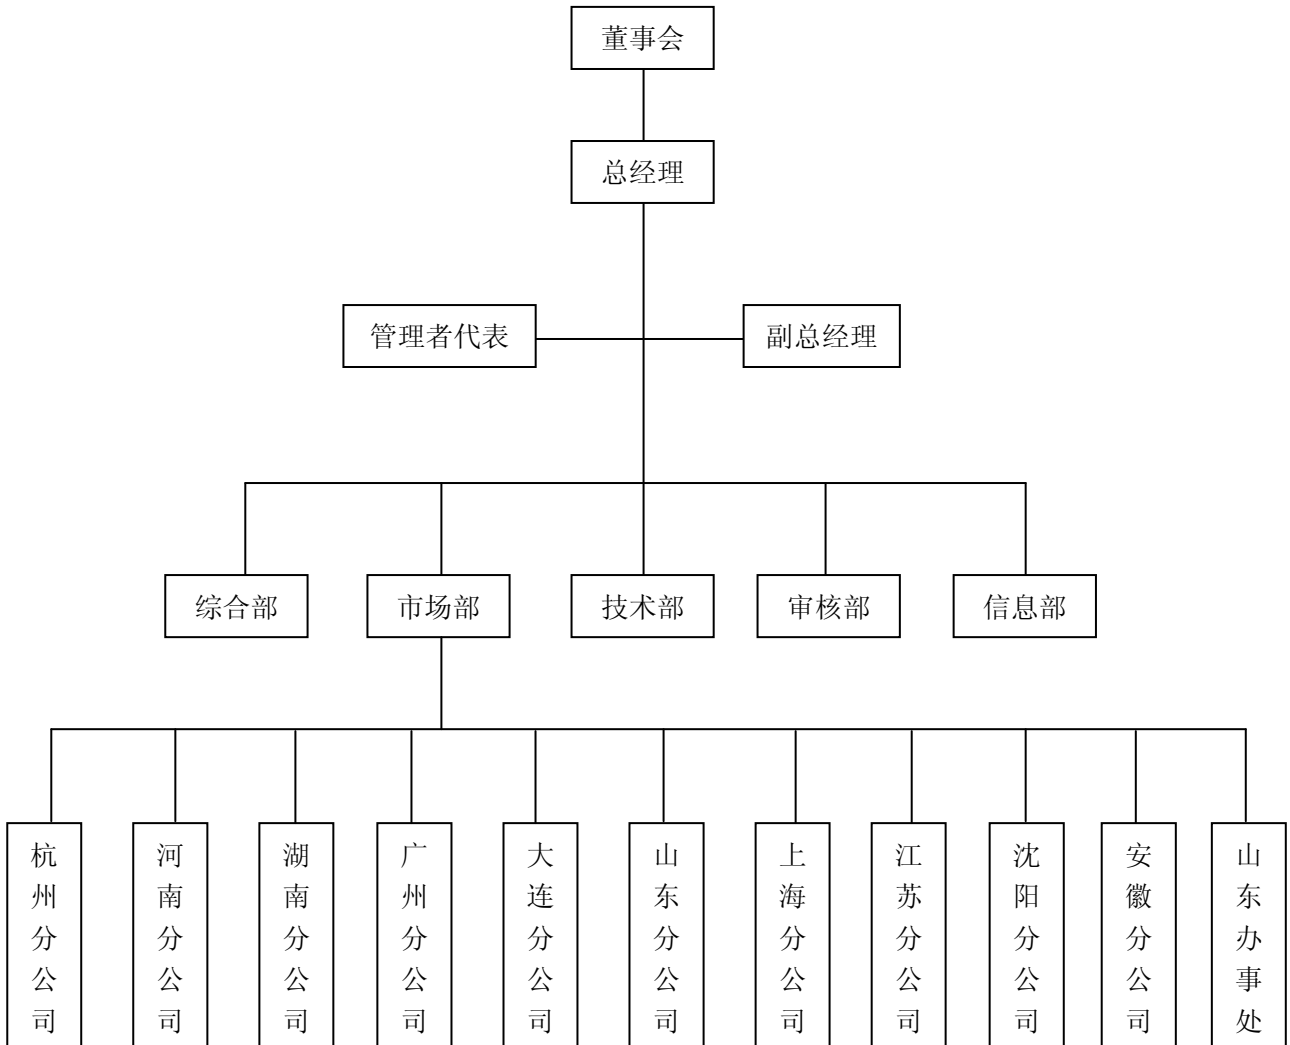 董事会
总经理
管理者代表
副总经理
综合部
市场部
技术部
审核部
信息部
杭州分公司
河南分公司
湖南分公司
广州分公司
大连分公司
山东分公司
上海分公司
江苏分公司
沈阳分公司
安徽分公司
山东办事处